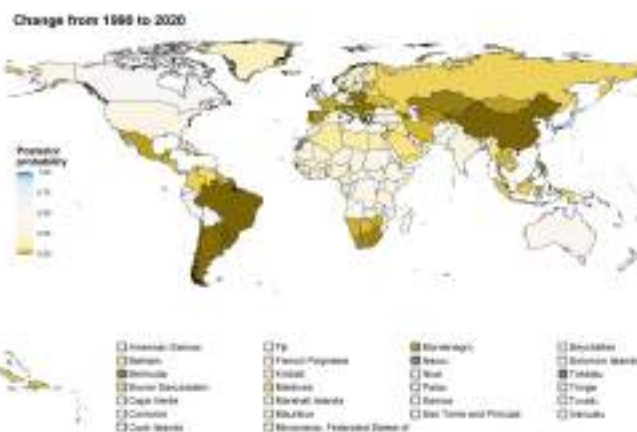 Change from 1990 to 2020
Posterior
probability
American Samoa
Bahrain
Bermuda
Brunei Darussalam
Cape Verde
Comoros
Cook Islands
Fiji
French Polynesia
Kiribati
Maldives
Marshall Islands
Mauritius
Micronesia, Federated States of
Montenegro
Nauru
Niue
Palau
Samoa
Sao Tome and Principe
Seychelles
Solomon Islands
Tokelau
Tonga
Tuvalu
Vanuatu